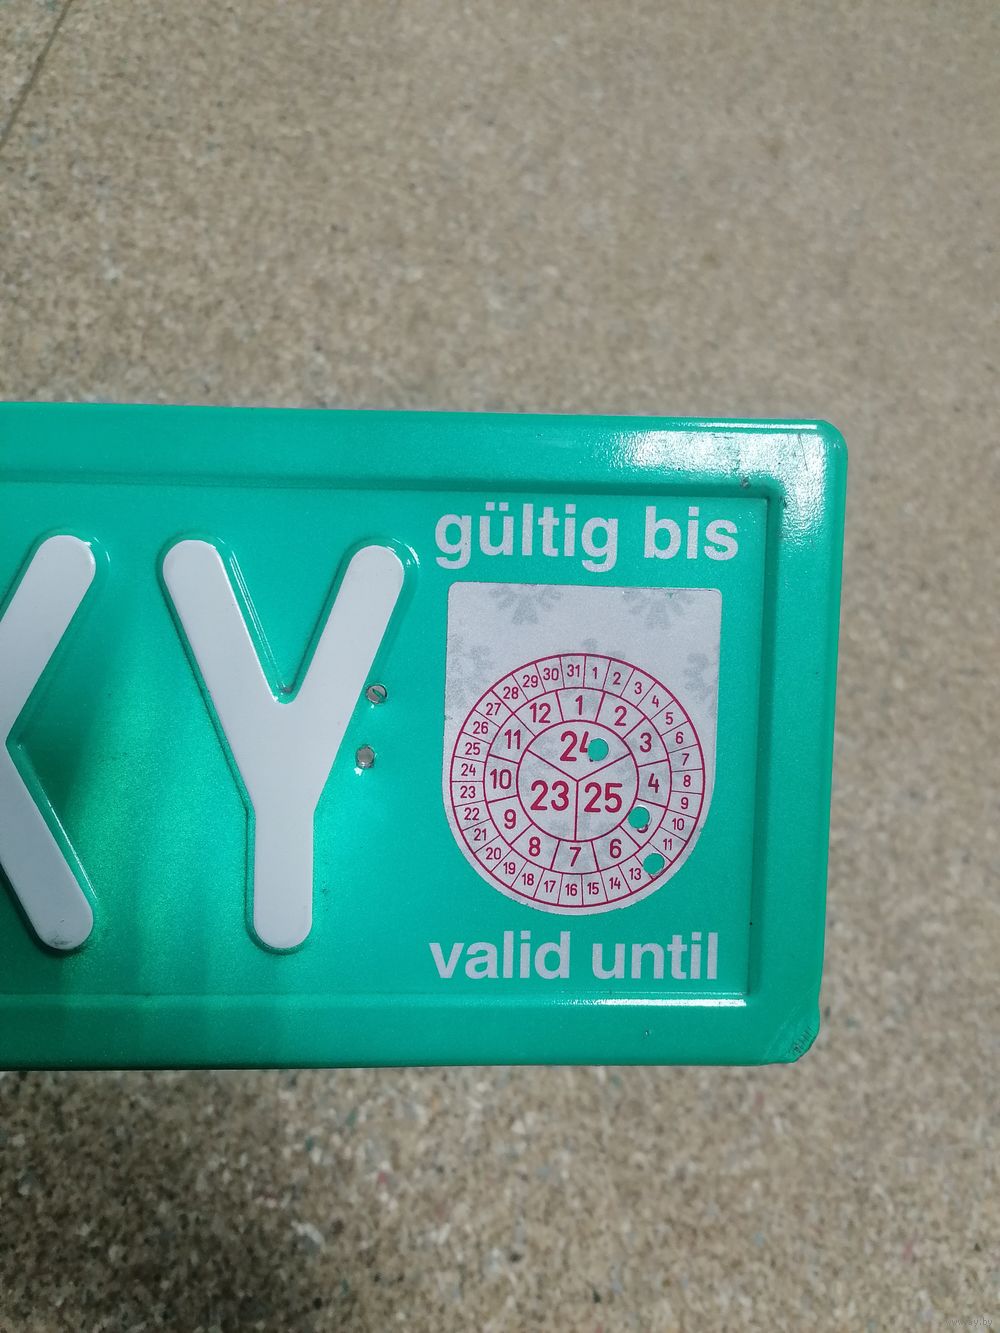 KY
gültig bis
29 30 31 1 2 3 4 5 6 7 8 9 10 11 13 14 15 16 17 18 19 20 21 22 23 24 25 26 27 28
12 1 2 3 4 6 7 8 9 10 11
24
23 25
valid until